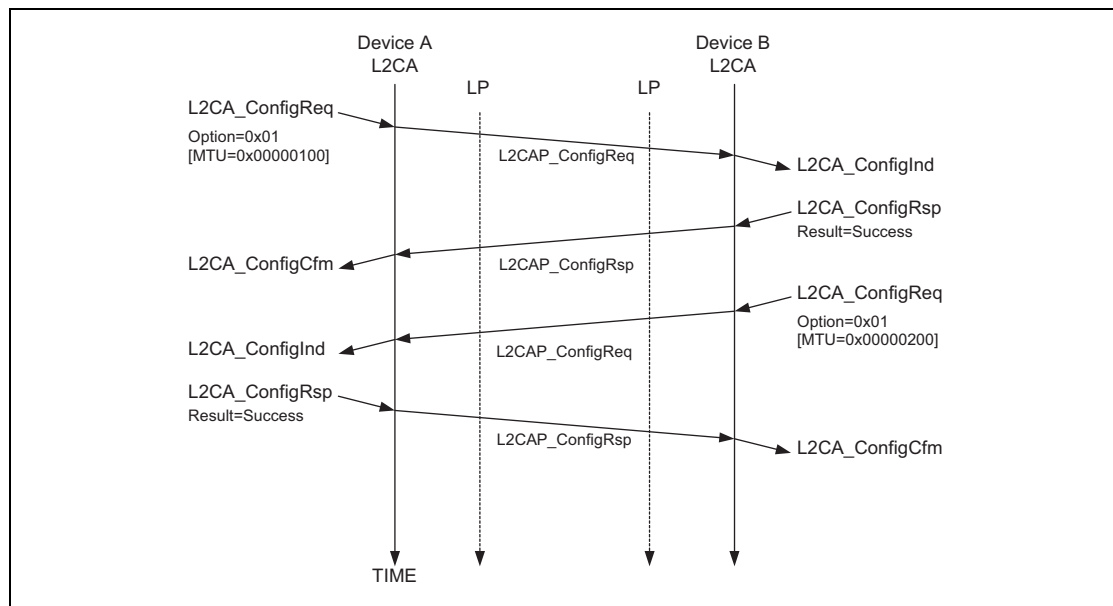 Device A
L2CA
Device B
L2CA
LP
LP
L2CA_ConfigReq
Option=0x01
[MTU=0x00000100]
L2CAP_ConfigReq
L2CA_ConfigInd
L2CA_ConfigRsp
Result=Success
L2CA_ConfigCfm
L2CAP_ConfigRsp
L2CA_ConfigReq
Option=0x01
[MTU=0x00000200]
L2CA_ConfigInd
L2CAP_ConfigReq
L2CA_ConfigRsp
Result=Success
L2CAP_ConfigRsp
L2CA_ConfigCfm
TIME